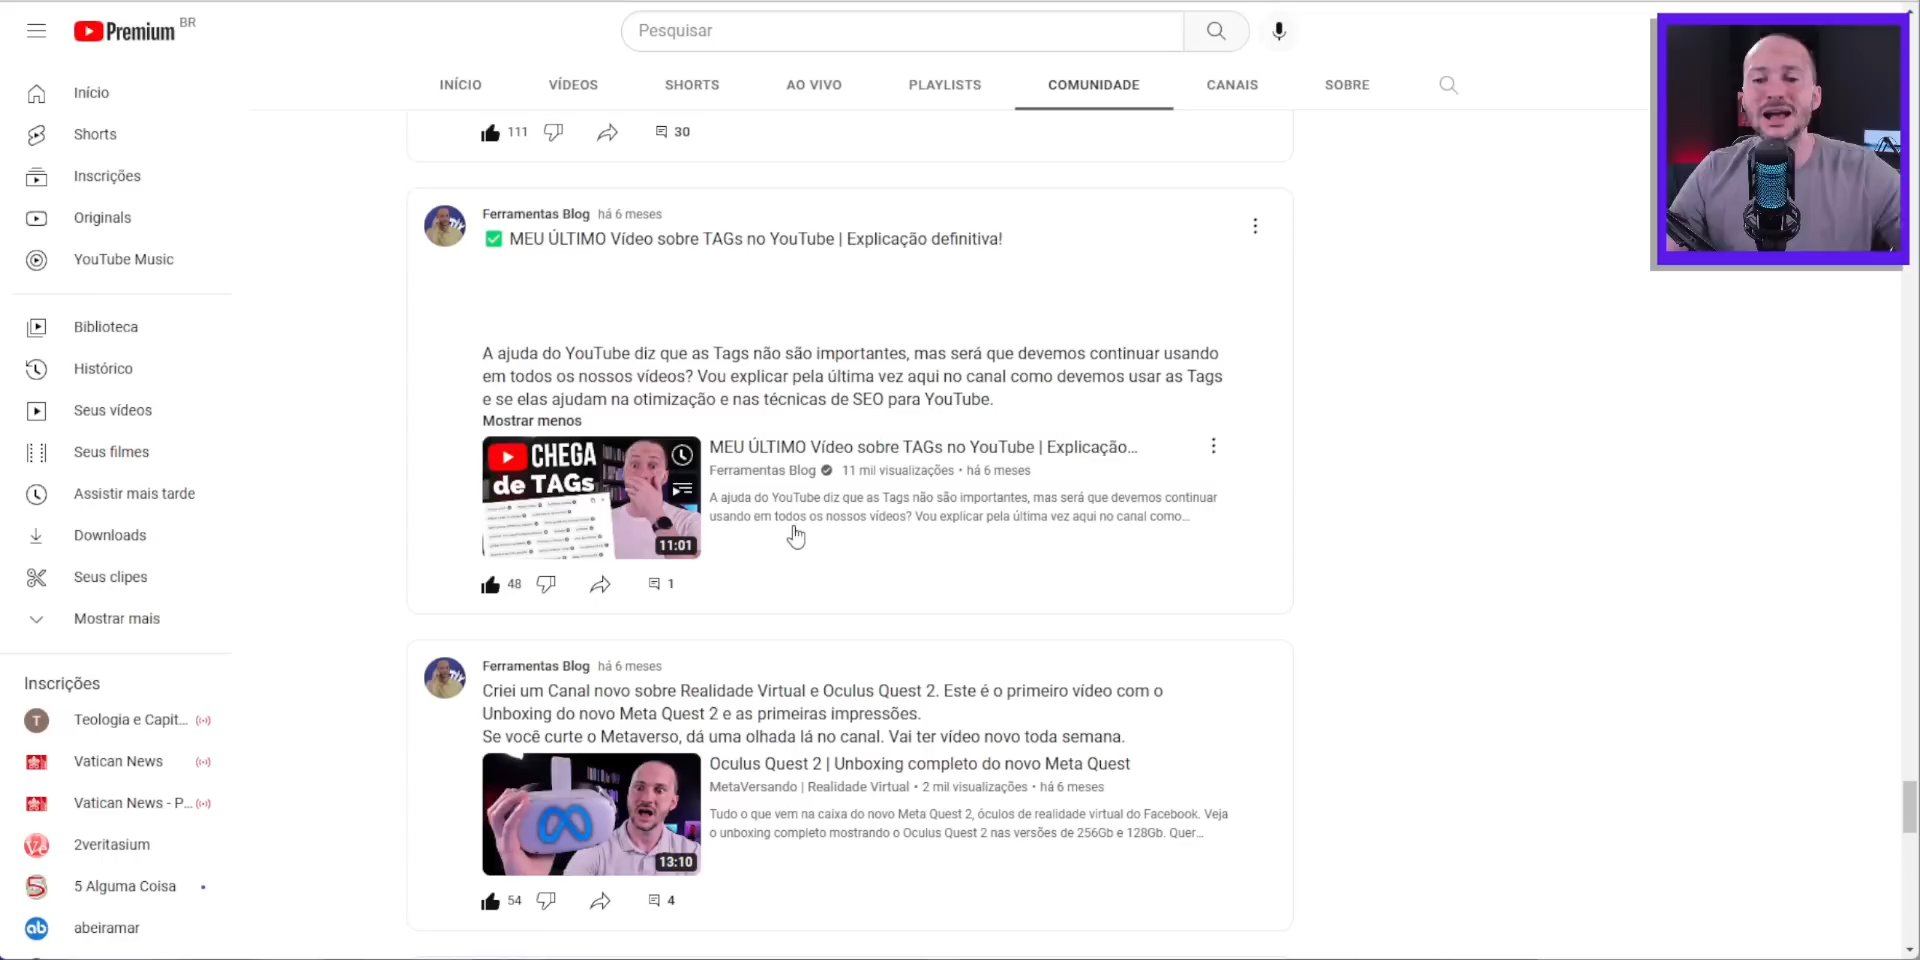 Premium BR
Pesquisar
INÍCIO
VÍDEOS
SHORTS
AO VIVO
PLAYLISTS
COMUNIDADE
CANAIS
SOBRE
Início
Shorts
Inscrições
Originals
YouTube Music
Biblioteca
Histórico
Seus vídeos
Seus filmes
Assistir mais tarde
Downloads
Seus clipes
Mostrar mais
Inscrições
T
Teologia e Capit...
Vatican News
Vatican News - P...
2veritasium
5 Alguma Coisa
ab
abeiramar
111
30
Ferramentas Blog há 6 meses
✅ MEU ÚLTIMO Vídeo sobre TAGs no YouTube | Explicação definitiva!
A ajuda do YouTube diz que as Tags não são importantes, mas será que devemos continuar usando
em todos os nossos vídeos? Vou explicar pela última vez aqui no canal como devemos usar as Tags
e se elas ajudam na otimização e nas técnicas de SEO para YouTube.
Mostrar menos
CHEGA
de TAGs
11:01
MEU ÚLTIMO Vídeo sobre TAGs no YouTube | Explicação...
Ferramentas Blog 11 mil visualizações • há 6 meses
A ajuda do YouTube diz que as Tags não são importantes, mas será que devemos continuar
usando em todos os nossos vídeos? Vou explicar pela última vez aqui no canal como...
48
1
Ferramentas Blog há 6 meses
Criei um Canal novo sobre Realidade Virtual e Oculus Quest 2. Este é o primeiro vídeo com o
Unboxing do novo Meta Quest 2 e as primeiras impressões.
Se você curte o Metaverso, dá uma olhada lá no canal. Vai ter vídeo novo toda semana.
13:10
Oculus Quest 2 | Unboxing completo do novo Meta Quest
MetaVersando | Realidade Virtual • 2 mil visualizações • há 6 meses
Tudo o que vem na caixa do novo Meta Quest 2, óculos de realidade virtual do Facebook. Veja
o unboxing completo mostrando o Oculus Quest 2 nas versões de 256Gb e 128Gb. Quer...
54
4